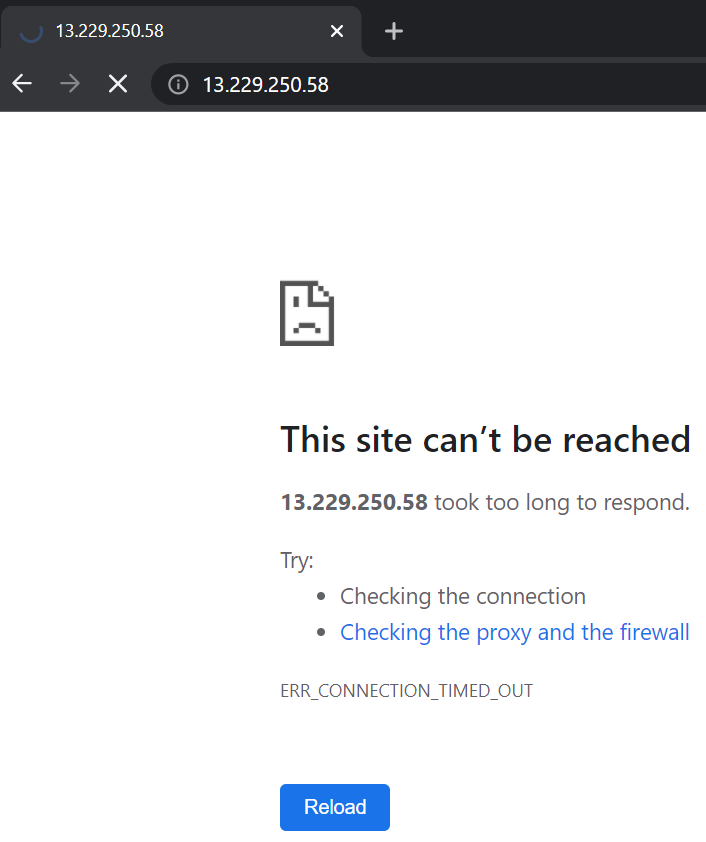 13.229.250.58
13.229.250.58
This site can’t be reached
13.229.250.58 took too long to respond.
Try:
Checking the connection
Checking the proxy and the firewall
ERR_CONNECTION_TIMED_OUT
Reload